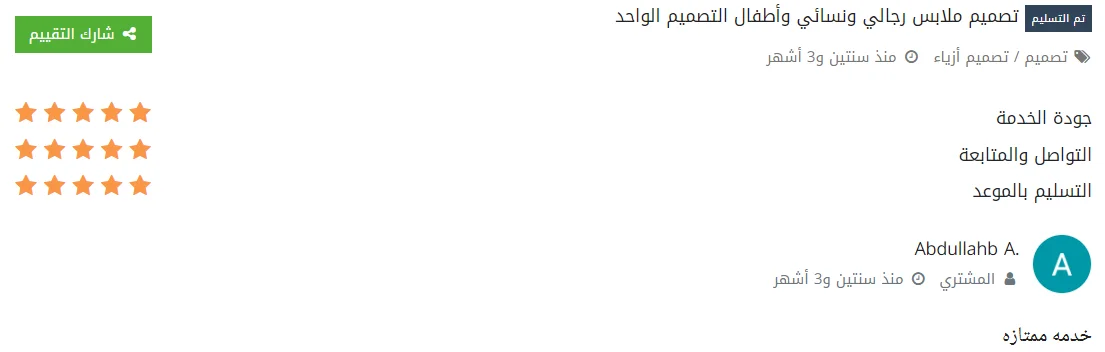 تم التسليم تصميم ملابس رجالي ونسائي وأطفال التصميم الواحد
شارك التقييم
تصميم / تصميم أزياء منذ سنتين و3 أشهر
جودة الخدمة
التواصل والمتابعة
التسليم بالموعد
Abdullahb A.
A
المشتري منذ سنتين و3 أشهر
خدمه ممتازه